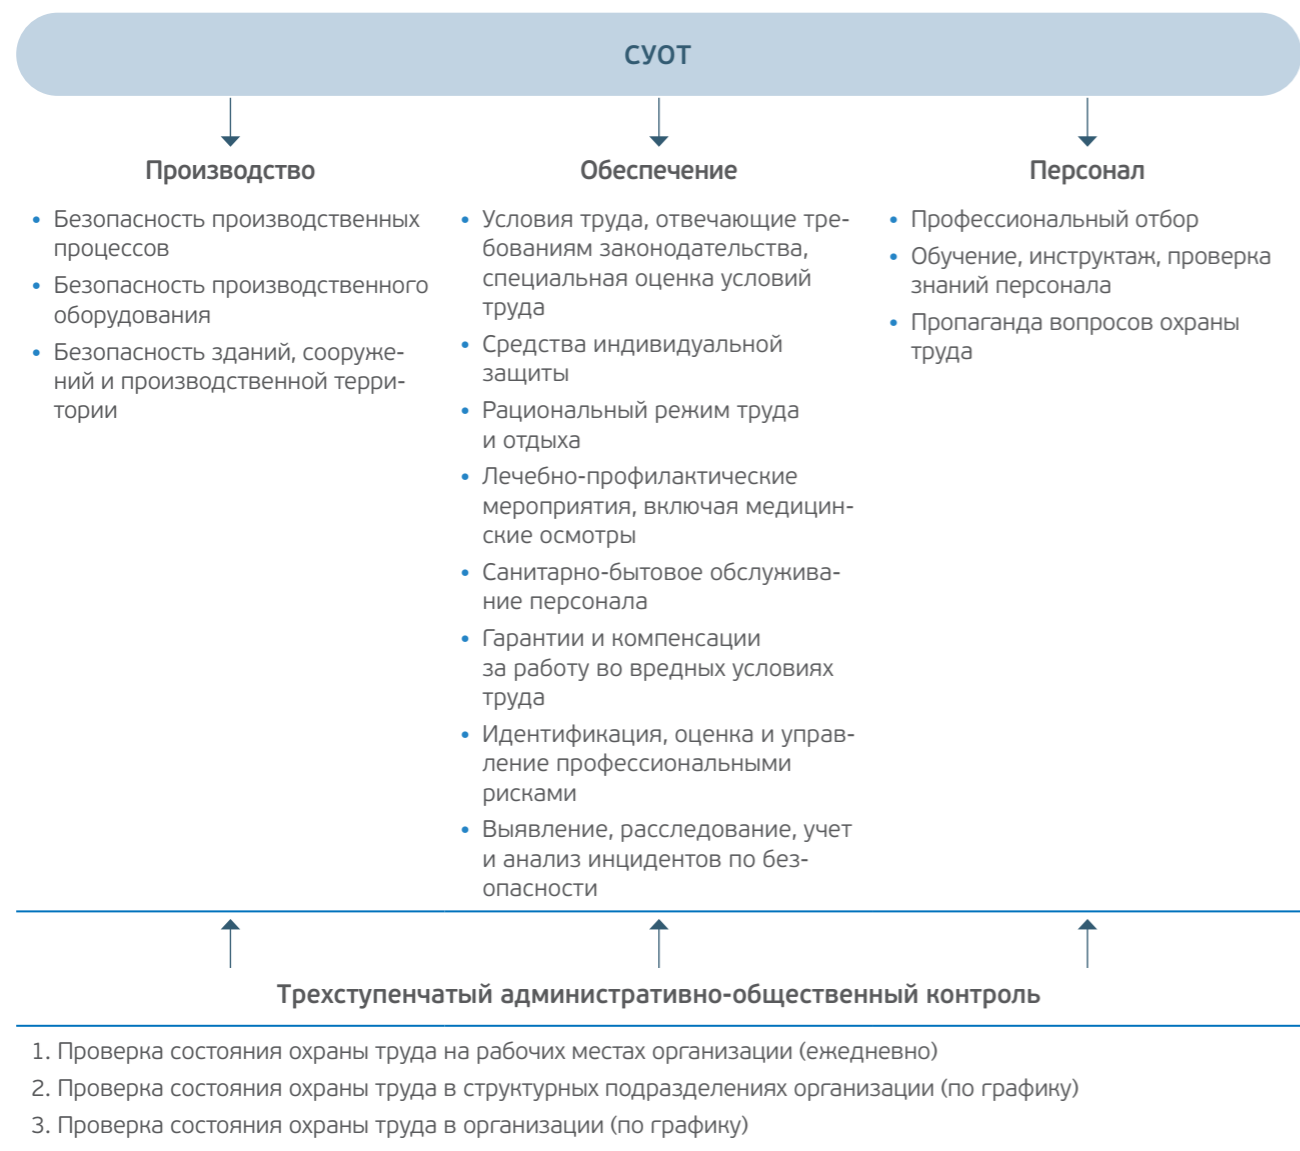 СУОТ
Производство
• Безопасность производственных
процессов
• Безопасность производственного
оборудования
• Безопасность зданий, сооруже-
ний и производственной терри-
тории
Обеспечение
• Условия труда, отвечающие тре-
бованиям законодательства,
специальная оценка условий
труда
• Средства индивидуальной
защиты
• Рациональный режим труда
и отдыха
• Лечебно-профилактические
мероприятия, включая медицин-
ские осмотры
• Санитарно-бытовое обслужива-
ние персонала
• Гарантии и компенсации
за работу во вредных условиях
труда
• Идентификация, оценка и управ-
ление профессиональными
рисками
• Выявление, расследование, учет
и анализ инцидентов по без-
опасности
Персонал
• Профессиональный отбор
• Обучение, инструктаж, проверка
знаний персонала
• Пропаганда вопросов охраны
труда
Трехступенчатый административно-общественный контроль
1. Проверка состояния охраны труда на рабочих местах организации (ежедневно)
2. Проверка состояния охраны труда в структурных подразделениях организации (по графику)
3. Проверка состояния охраны труда в организации (по графику)